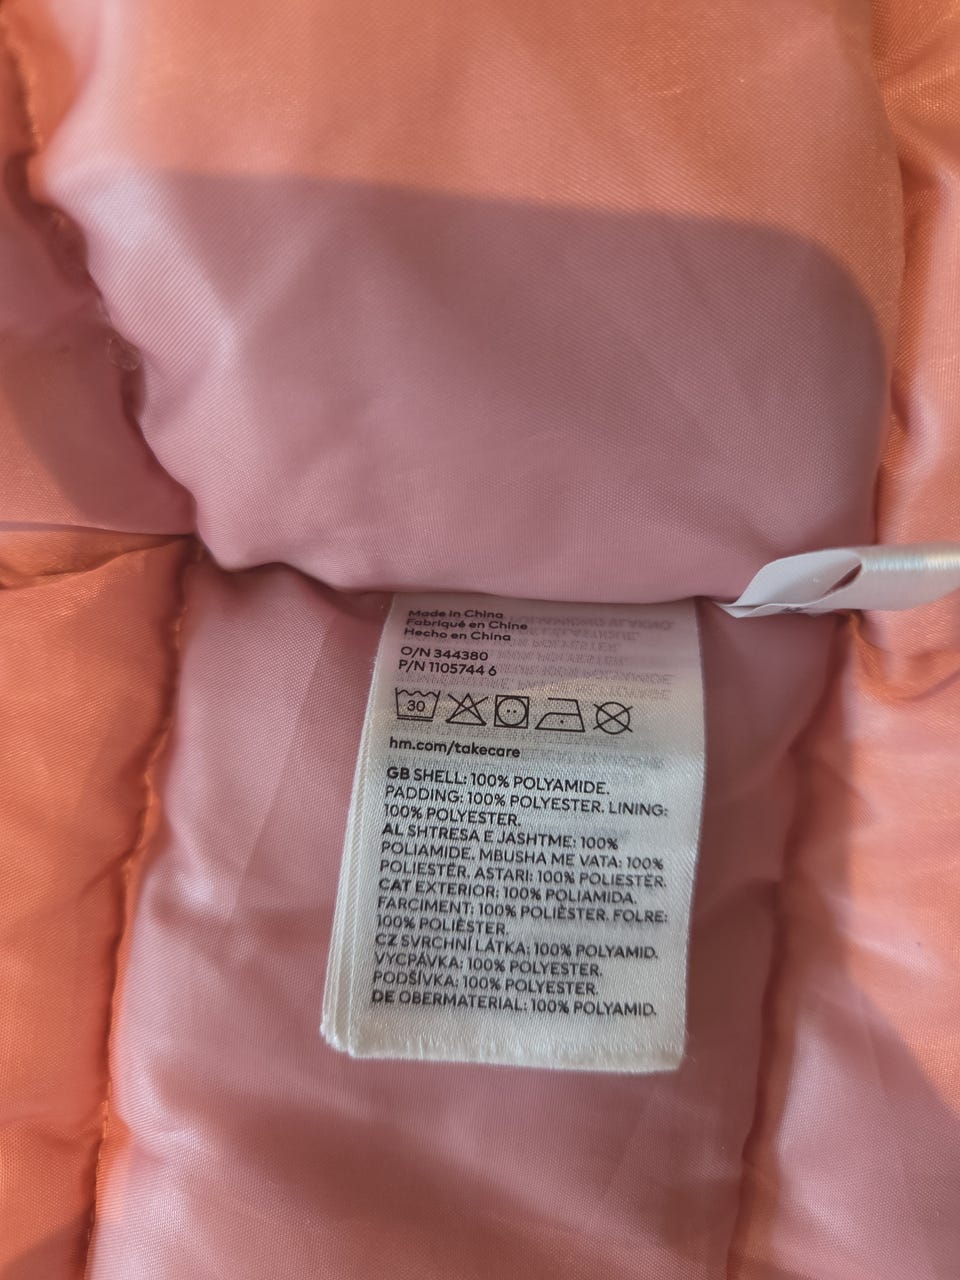 Made in China
Fabriqué en Chine
Hecho en China
O/N 344380
P/N 1105744 6
30
hm.com/takecare
GB SHELL: 100% POLYAMIDE.
PADDING: 100% POLYESTER. LINING:
100% POLYESTER.
AL SHTRESA E JASHTME: 100%
POLIAMIDE. MBUSHA ME VATA: 100%
POLIESTËR. ASTARI: 100% POLIESTËR.
CAT EXTERIOR: 100% POLIAMIDA.
FARCIMENT: 100% POLIÈSTER. FOLRE:
100% POLIÈSTER.
CZ SVRCHNÍ LÁTKA: 100% POLYAMID.
VYCPÁVKA: 100% POLYESTER.
PODŠÍVKA: 100% POLYESTER.
DE OBERMATERIAL: 100% POLYAMID.